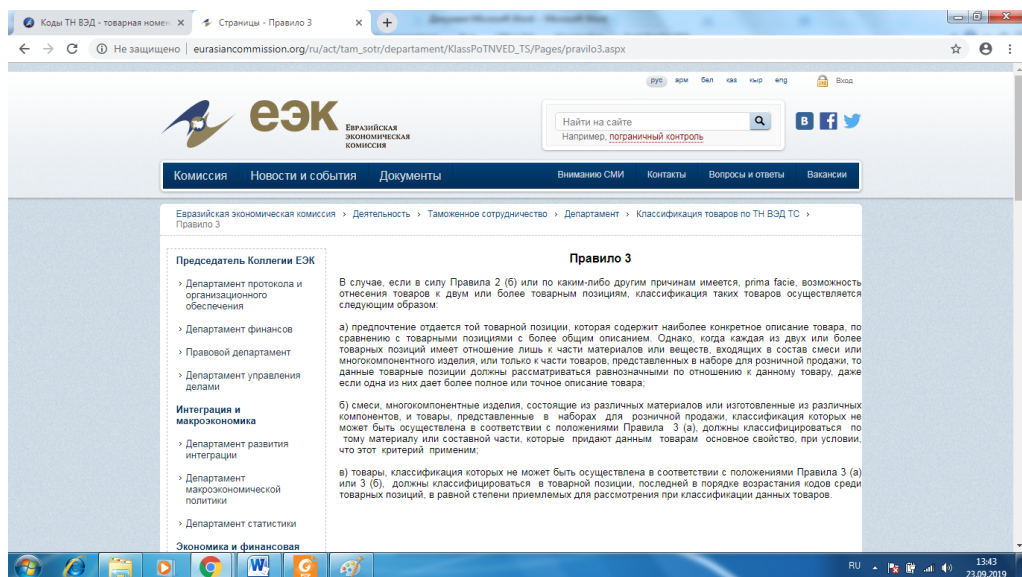 Коды ТН ВЭД - товарная номен
Страницы - Правило 3
Не защищено | eurasiancommission.org/ru/act/tam_sotr/departament/KlassPoTNVED_TS/Pages/pravilo3.aspx
рус арм бел каз кыр eng Вход
еэк
Евразийская
экономическая
комиссия
Найти на сайте
Например, пограничный контроль
Комиссия Новости и события Документы Вниманию СМИ Контакты Вопросы и ответы Вакансии
Евразийская экономическая комиссия › Деятельность › Таможенное сотрудничество › Департамент › Классификация товаров по ТН ВЭД ТС ›
Правило 3
Председатель Коллегии ЕЭК
› Департамент протокола и
организационного
обеспечения
› Департамент финансов
› Правовой департамент
› Департамент управления
делами
Интеграция и
макроэкономика
› Департамент развития
интеграции
› Департамент
макроэкономической
политики
› Департамент статистики
Экономика и финансовая
Правило 3
В случае, если в силу Правила 2 (б) или по каким-либо другим причинам имеется, prima facie, возможность
отнесения товаров к двум или более товарным позициям, классификация таких товаров осуществляется
следующим образом:
а) предпочтение отдается той товарной позиции, которая содержит наиболее конкретное описание товара, по
сравнению с товарными позициями с более общим описанием. Однако, когда каждая из двух или более
товарных позиций имеет отношение лишь к части материалов или веществ, входящих в состав смеси или
многокомпонентного изделия, или только к части товаров, представленных в наборе для розничной продажи, то
данные товарные позиции должны рассматриваться равнозначными по отношению к данному товару, даже
если одна из них дает более полное или точное описание товара;
б) смеси, многокомпонентные изделия, состоящие из различных материалов или изготовленные из различных
компонентов, и товары, представленные в наборах для розничной продажи, классификация которых не
может быть осуществлена в соответствии с положениями Правила 3 (а), должны классифицироваться по
тому материалу или составной части, которые придают данным товарам основное свойство, при условии,
что этот критерий применим;
в) товары, классификация которых не может быть осуществлена в соответствии с положениями Правила 3 (а)
или 3 (б), должны классифицироваться в товарной позиции, последней в порядке возрастания кодов среди
товарных позиций, в равной степени приемлемых для рассмотрения при классификации данных товаров.
RU 13:43
23.09.2019